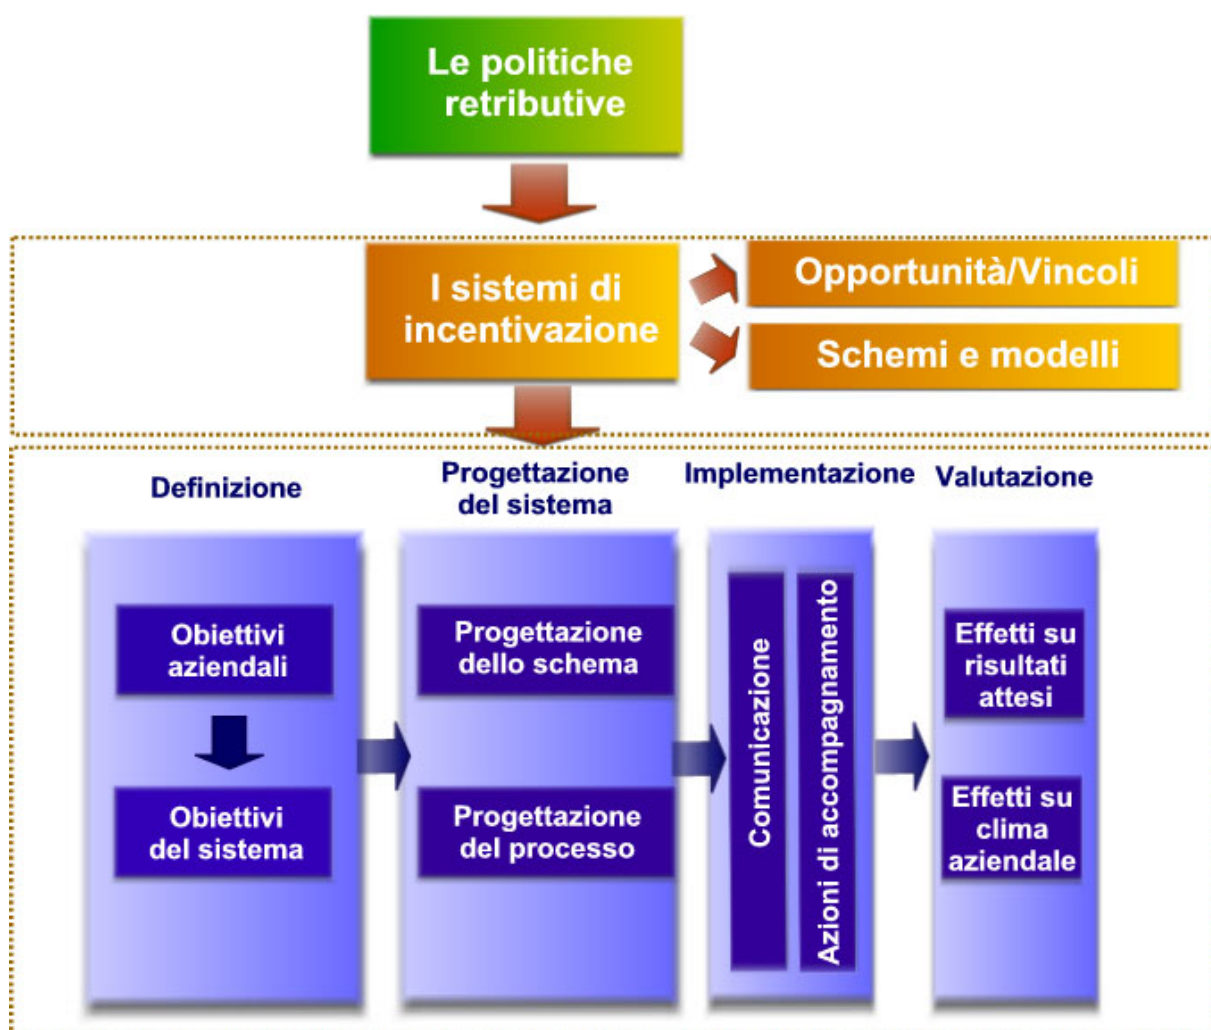 Le politiche
retributive
I sistemi di
incentivazione
Opportunità/Vincoli
Schemi e modelli
Definizione
Progettazione
del sistema
Implementazione
Valutazione
Obiettivi
aziendali
Obiettivi
del sistema
Progettazione
dello schema
Progettazione
del processo
Comunicazione
Azioni di accompagnamento
Effetti su
risultati
attesi
Effetti su
clima
aziendale